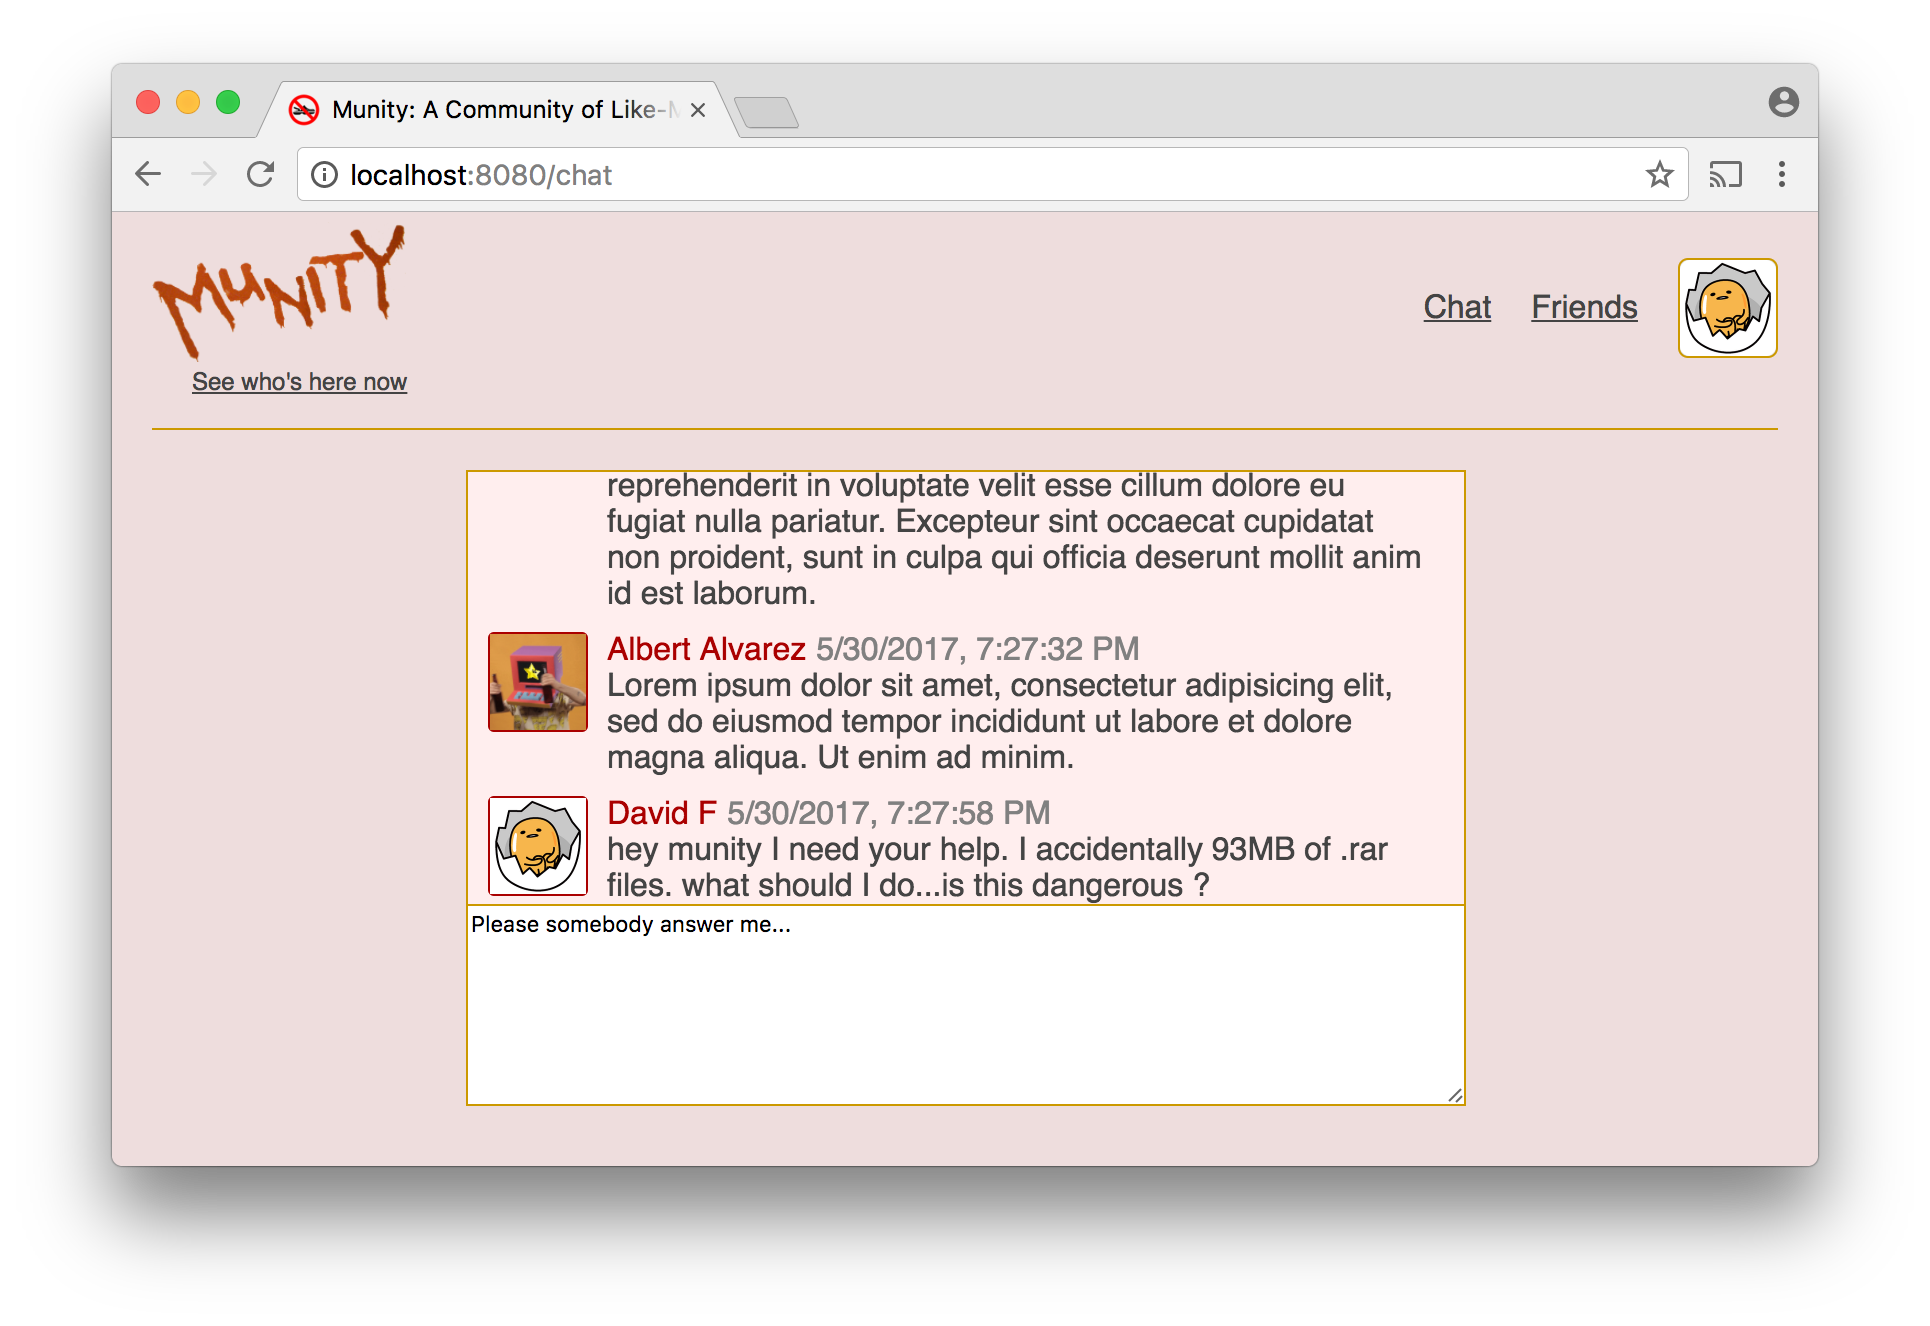 Munity: A Community of Like-M
localhost:8080/chat
MUNITY
Chat Friends
See who's here now
reprehenderit in voluptate velit esse cillum dolore eu
fugiat nulla pariatur. Excepteur sint occaecat cupidatat
non proident, sunt in culpa qui officia deserunt mollit anim
id est laborum.
Albert Alvarez 5/30/2017, 7:27:32 PM
Lorem ipsum dolor sit amet, consectetur adipisicing elit,
sed do eiusmod tempor incididunt ut labore et dolore
magna aliqua. Ut enim ad minim.
David F 5/30/2017, 7:27:58 PM
hey munity I need your help. I accidentally 93MB of .rar
files. what should I do...is this dangerous ?
Please somebody answer me...